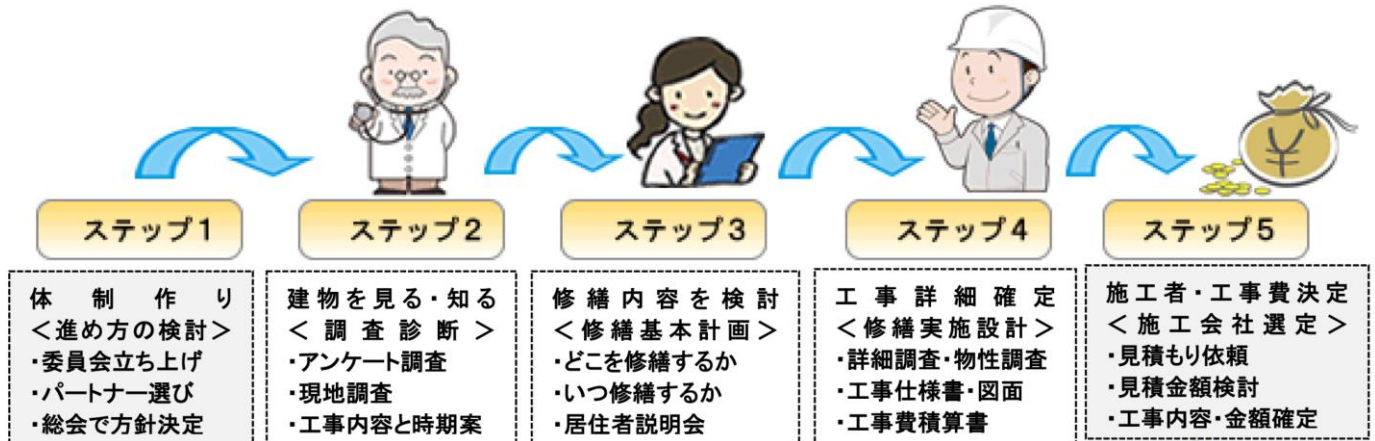 ステップ1
体制作り
<進め方の検討>
・委員会立ち上げ
・パートナー選び
・総会で方針決定
ステップ2
建物を見る・知る
<調査診断>
・アンケート調査
・現地調査
・工事内容と時期案
ステップ3
修繕内容を検討
<修繕基本計画>
・どこを修繕するか
・いつ修繕するか
・居住者説明会
ステップ4
工事詳細確定
<修繕実施設計>
・詳細調査・物性調査
・工事仕様書・図面
・工事費積算書
¥
ステップ5
施工者・工事費決定
<施工会社選定>
・見積もり依頼
・見積金額検討
・工事内容・金額確定